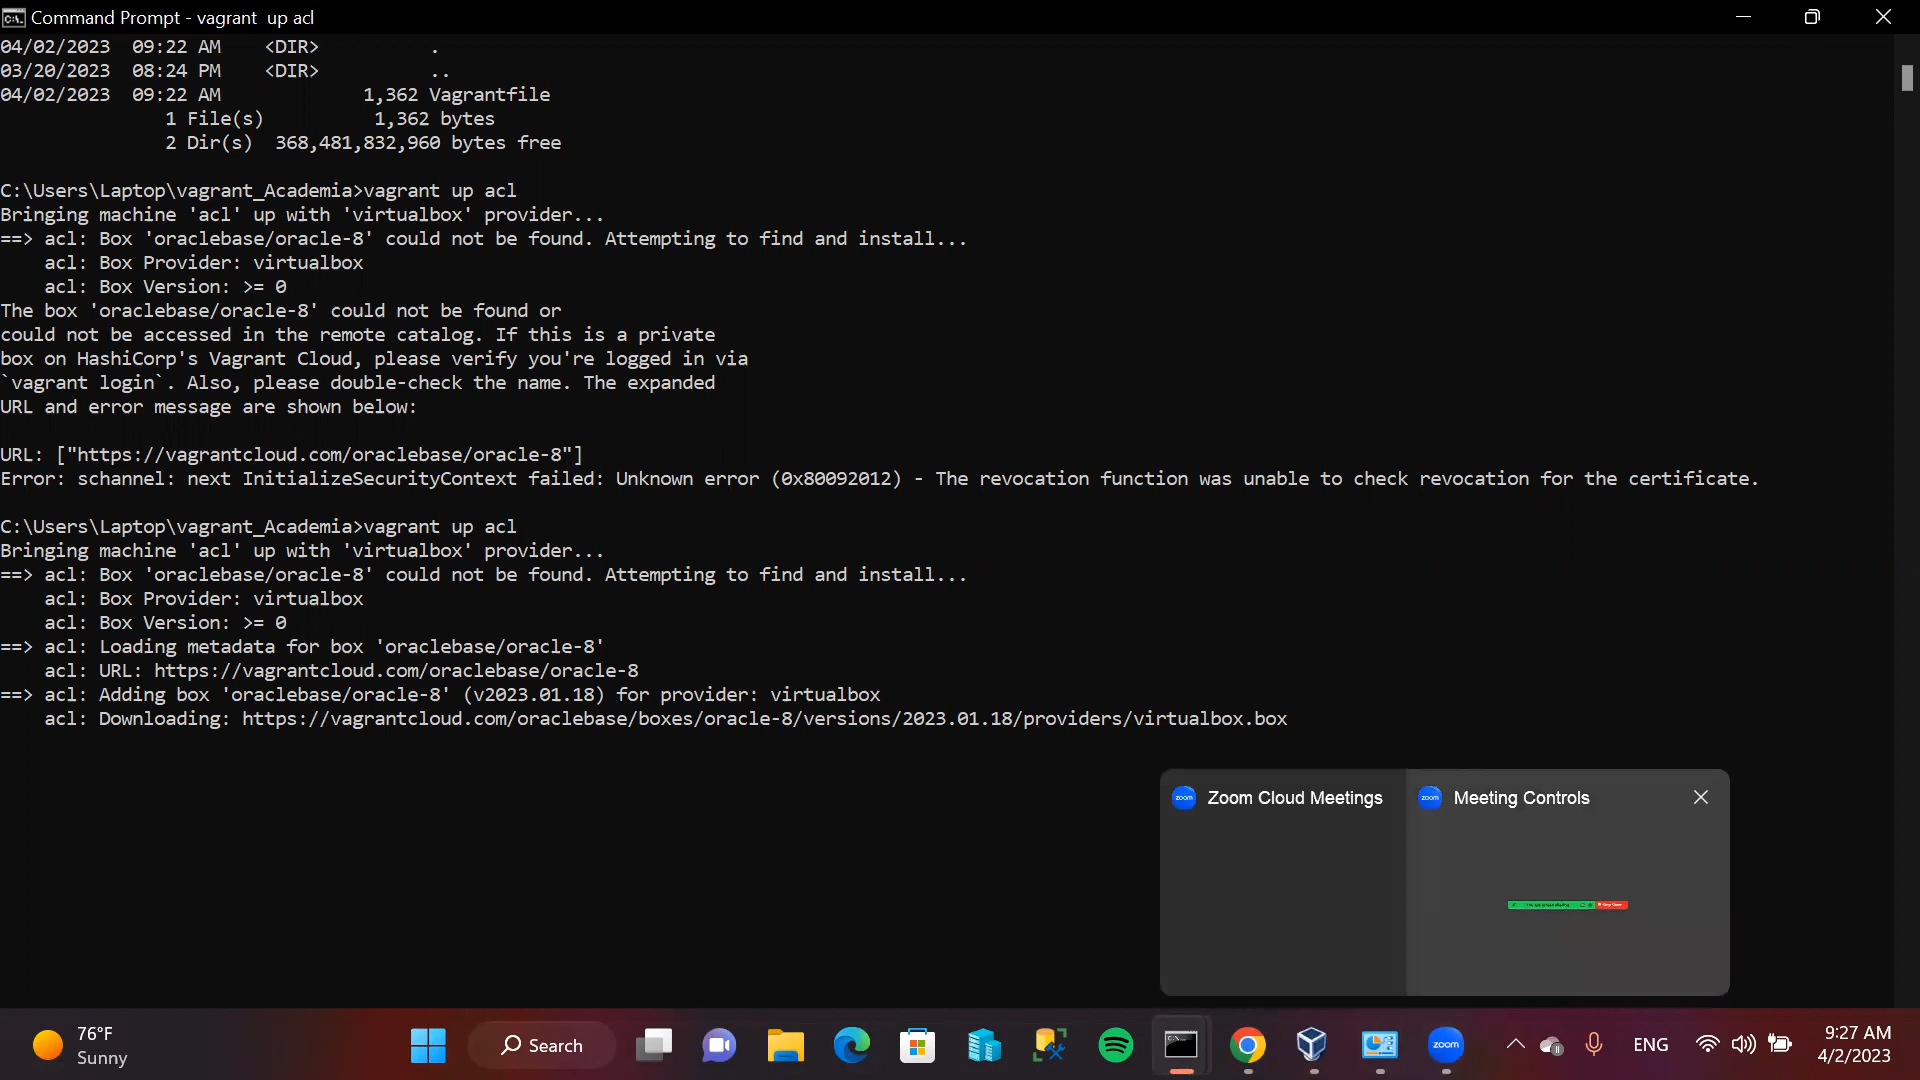 Command Prompt - vagrant  up acl
04/02/2023  09:22 AM    <DIR>          .
03/20/2023  08:24 PM    <DIR>          ..
04/02/2023  09:22 AM             1,362 Vagrantfile
               1 File(s)          1,362 bytes
               2 Dir(s)  368,481,832,960 bytes free
C:\Users\Laptop\vagrant_Academia>vagrant up acl
Bringing machine 'acl' up with 'virtualbox' provider...
==> acl: Box 'oraclebase/oracle-8' could not be found. Attempting to find and install...
    acl: Box Provider: virtualbox
    acl: Box Version: >= 0
The box 'oraclebase/oracle-8' could not be found or
could not be accessed in the remote catalog. If this is a private
box on HashiCorp's Vagrant Cloud, please verify you're logged in via
`vagrant login`. Also, please double-check the name. The expanded
URL and error message are shown below:
URL: ["https://vagrantcloud.com/oraclebase/oracle-8"]
Error: schannel: next InitializeSecurityContext failed: Unknown error (0x80092012) - The revocation function was unable to check revocation for the certificate.
C:\Users\Laptop\vagrant_Academia>vagrant up acl
Bringing machine 'acl' up with 'virtualbox' provider...
==> acl: Box 'oraclebase/oracle-8' could not be found. Attempting to find and install...
    acl: Box Provider: virtualbox
    acl: Box Version: >= 0
==> acl: Loading metadata for box 'oraclebase/oracle-8'
    acl: URL: https://vagrantcloud.com/oraclebase/oracle-8
==> acl: Adding box 'oraclebase/oracle-8' (v2023.01.18) for provider: virtualbox
    acl: Downloading: https://vagrantcloud.com/oraclebase/boxes/oracle-8/versions/2023.01.18/providers/virtualbox.box
zoom Zoom Cloud Meetings
zoom Meeting Controls
76°F
Sunny
Search
zoom
ENG
9:27 AM
4/2/2023